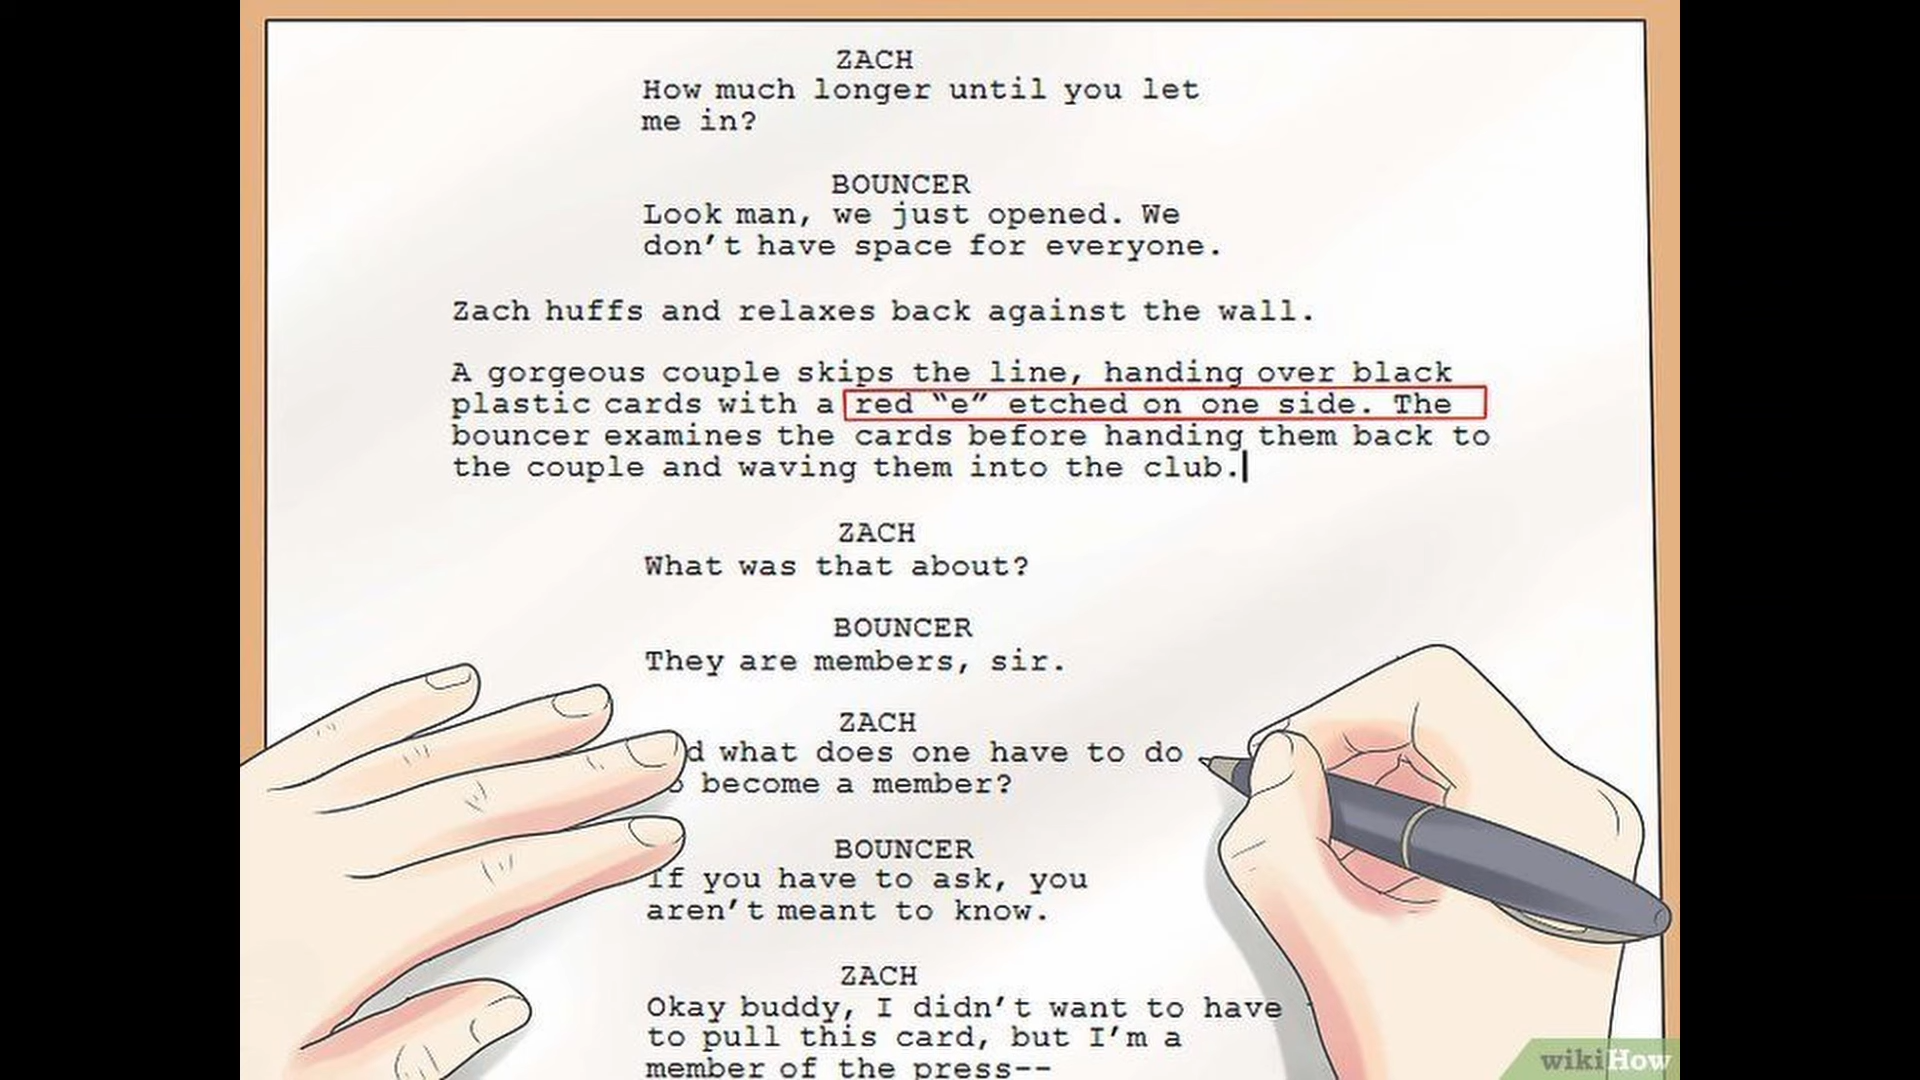 ZACH
How much longer until you let
me in?
BOUNCER
Look man, we just opened. We
don’t have space for everyone.
Zach huffs and relaxes back against the wall.
A gorgeous couple skips the line, handing over black
plastic cards with a red “e” etched on one side. The
bouncer examines the cards before handing them back to
the couple and waving them into the club.
ZACH
What was that about?
BOUNCER
They are members, sir.
ZACH
what does one have to do
become a member?
BOUNCER
If you have to ask, you
aren’t meant to know.
ZACH
Okay buddy, I didn’t want to have
to pull this card, but I’m a
member of the press--
wikiHow